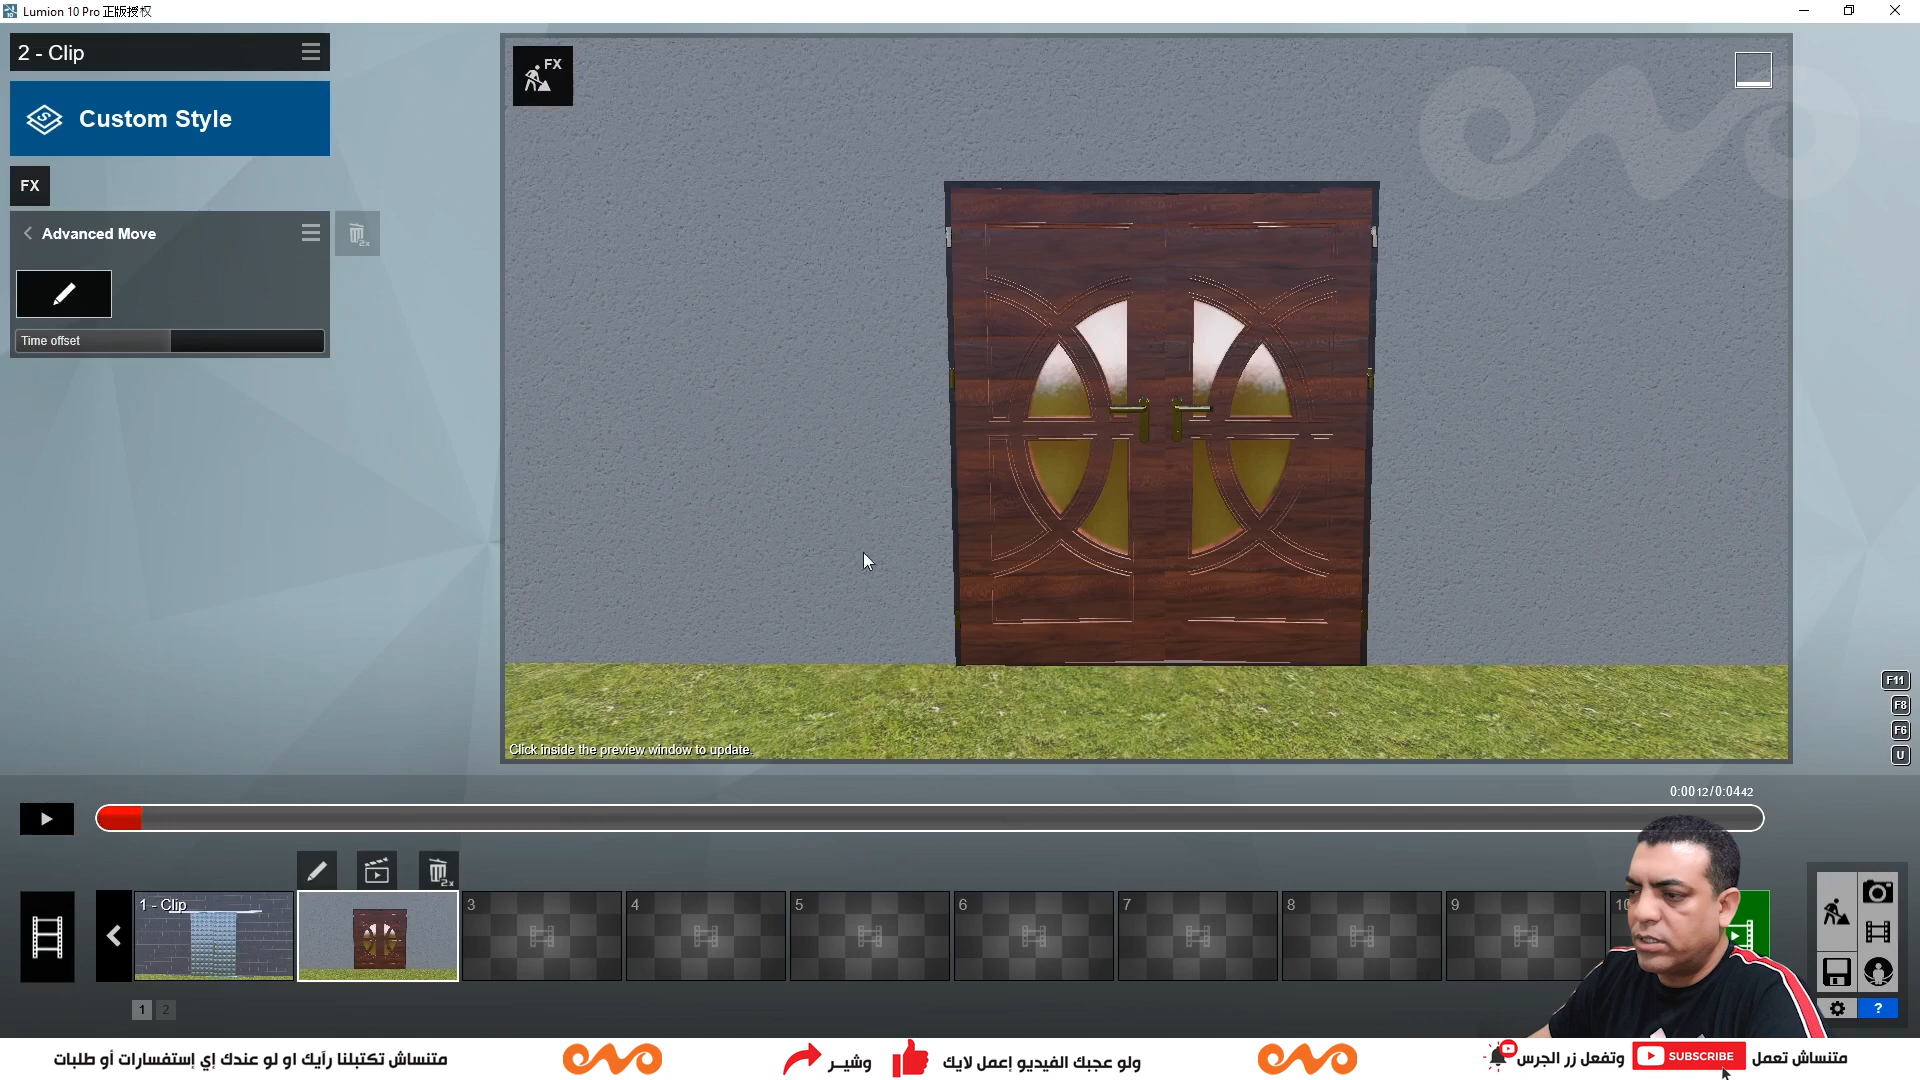 Lumion 10 Pro 正版授权
2 - Clip
FX
Custom Style
FX
Advanced Move
2x
Time offset
Click inside the preview window to update.
F11
F8
F6
U
0:0012/0:0442
2x
1 - Clip
3
4
5
6
7
8
9
10
1
2
?
متنساش تكتبلنا رأيك او لو عندك إي إستفسارات أو طلبات
ولو عجبك الفيديو إعمل لايك
وشير
متنساش تعمل
SUBSCRIBE
وتفعل زر الجرس